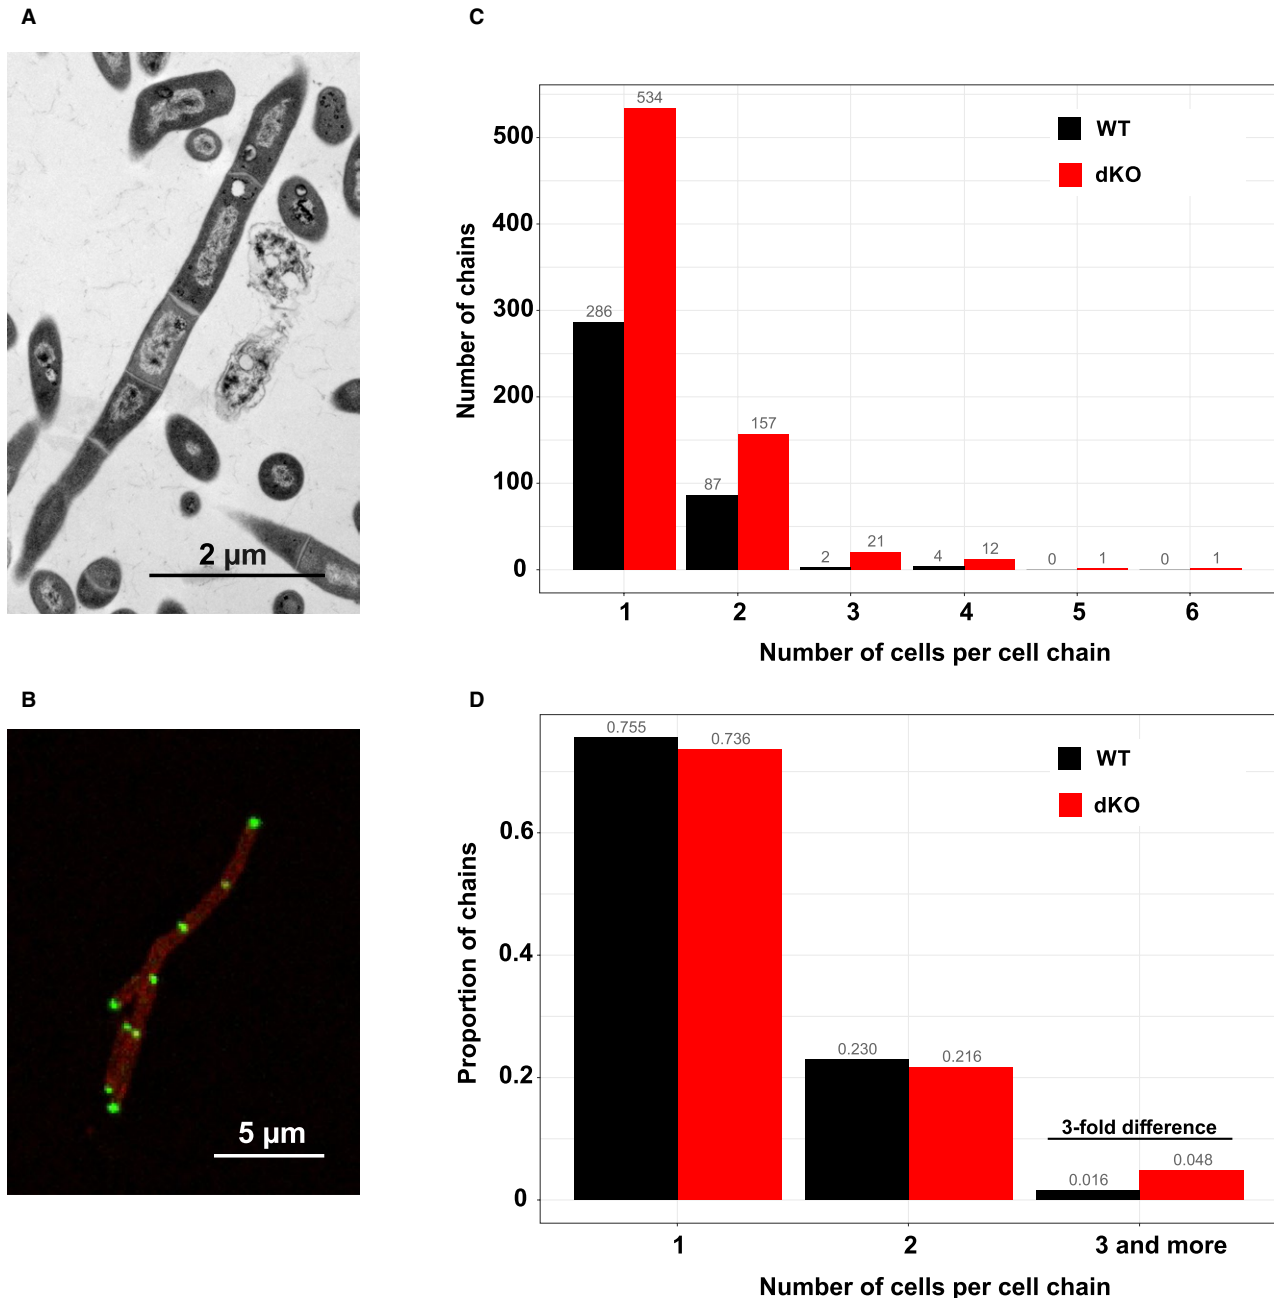 A
2 µm
B
5 µm
C
534
500
WT
dKO
400
Number of chains
300
286
200
157
100
87
2
21
4
12
0
1
0
1
0
1
2
3
4
5
6
Number of cells per cell chain
D
0.755
0.736
WT
dKO
0.6
Proportion of chains
0.4
0.230
0.216
0.2
3-fold difference
0.016
0.048
0
1
2
3 and more
Number of cells per cell chain